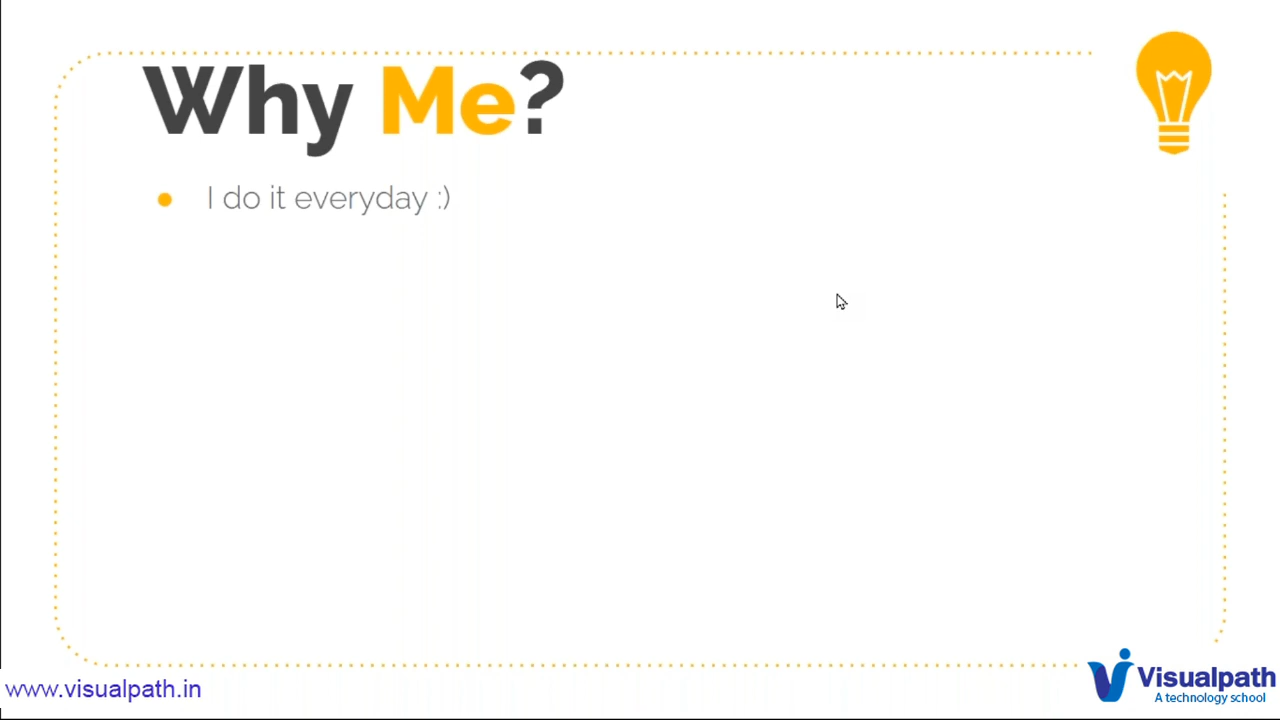 Why Me?
I do it everyday :)
www.visualpath.in
Visualpath
A technology school